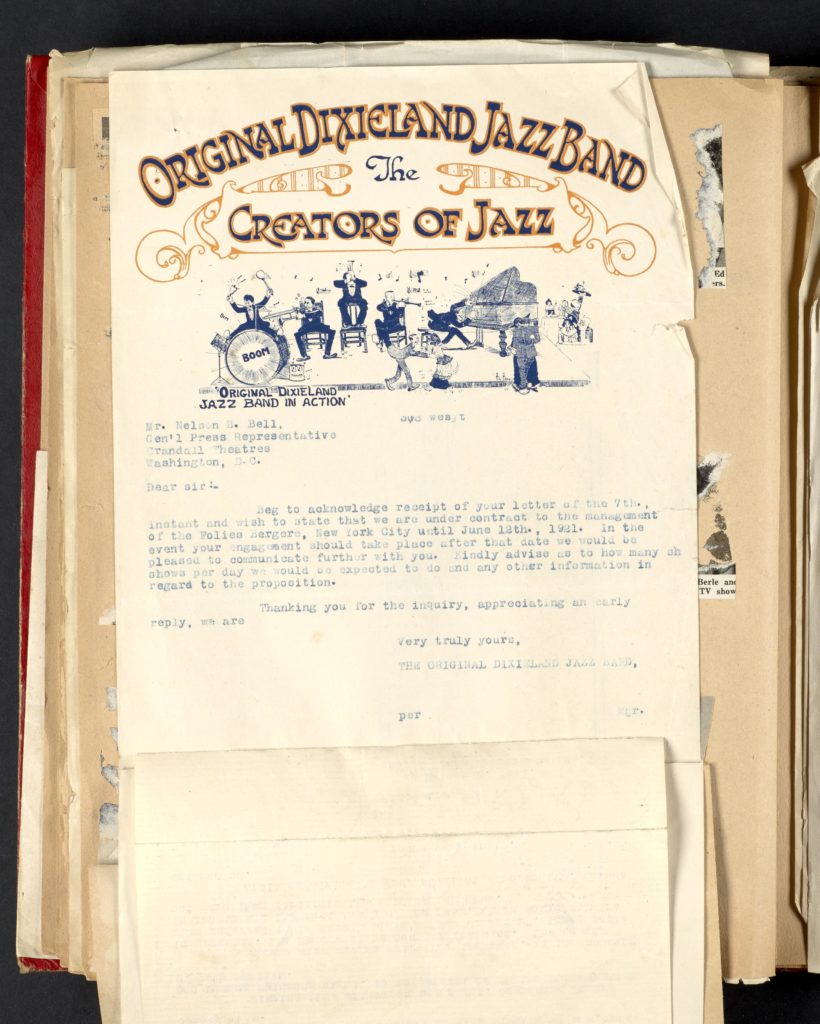 ORIGINAL DIXIELAND JAZZ BAND
The
CREATORS OF JAZZ
BOOM
'ORIGINAL DIXIELAND
JAZZ BAND IN ACTION'
Mr. Nelson B. Bell,
Gen'l Press Representative
Crandall Theatres
Washington, D.C.
Dear sir:-
Beg to acknowledge receipt of your letter of the 7th.,
instant and wish to state that we are under contract to the management
of the Folies Bergere, New York City until June 12th., 1921. In the
event your engagement should take place after that date we would be
pleased to communicate further with you. Kindly advise as to how many sh
shows per day we would be expected to do and any other information in
regard to the proposition.
Thanking you for the inquiry, appreciating an early
reply, we are
Very truly yours,
THE ORIGINAL DIXIELAND JAZZ BAND,
per Mgr.
Ed
ers.
Berle and
TV show